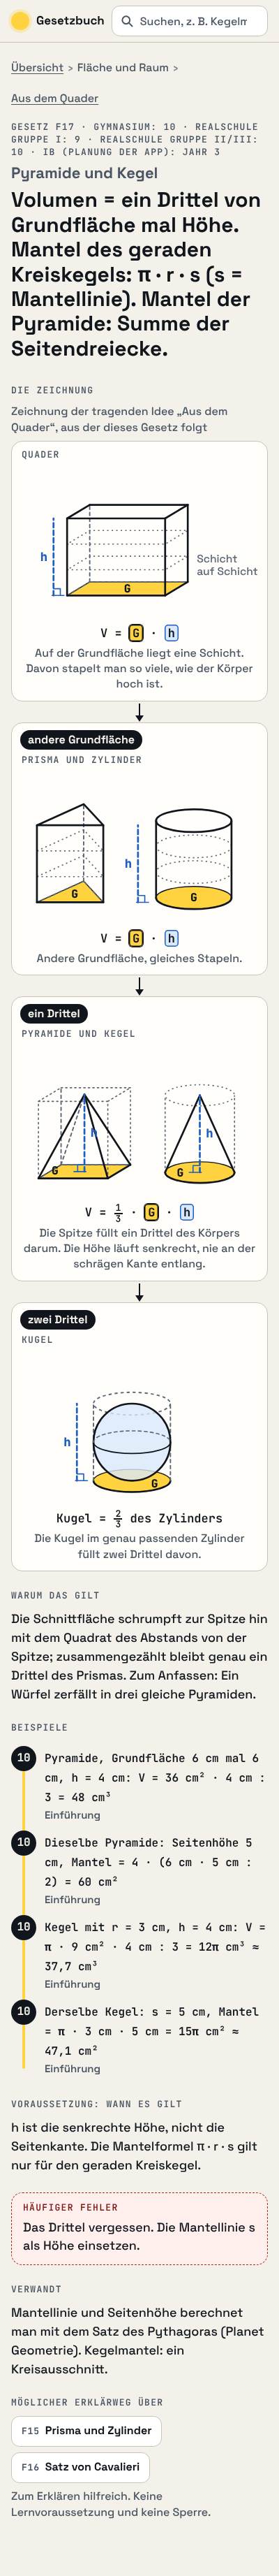 Gesetzbuch
Suchen, z. B. Kegelm
Übersicht > Fläche und Raum >
Aus dem Quader
GESETZ F17 · GYMNASIUM: 10 · REALSCHULE
GRUPPE I: 9 · REALSCHULE GRUPPE II/III:
10 · IB (PLANUNG DER APP): JAHR 3
Pyramide und Kegel
Volumen = ein Drittel von
Grundfläche mal Höhe.
Mantel des geraden
Kreiskegels: π · r · s (s =
Mantellinie). Mantel der
Pyramide: Summe der
Seitendreiecke.
DIE ZEICHNUNG
Zeichnung der tragenden Idee „Aus dem
Quader“, aus der dieses Gesetz folgt
QUADER
h
Schicht
auf Schicht
G
V = G · h
Auf der Grundfläche liegt eine Schicht.
Davon stapelt man so viele, wie der Körper
hoch ist.
andere Grundfläche
PRISMA UND ZYLINDER
h
G
G
V = G · h
Andere Grundfläche, gleiches Stapeln.
ein Drittel
PYRAMIDE UND KEGEL
h
h
G
G
V = 1/3 · G · h
Die Spitze füllt ein Drittel des Körpers
darum. Die Höhe läuft senkrecht, nie an der
schrägen Kante entlang.
zwei Drittel
KUGEL
h
G
Kugel = 2/3 des Zylinders
Die Kugel im genau passenden Zylinder
füllt zwei Drittel davon.
WARUM DAS GILT
Die Schnittfläche schrumpft zur Spitze hin
mit dem Quadrat des Abstands von der
Spitze; zusammengezählt bleibt genau ein
Drittel des Prismas. Zum Anfassen: Ein
Würfel zerfällt in drei gleiche Pyramiden.
BEISPIELE
10 Pyramide, Grundfläche 6 cm mal 6
cm, h = 4 cm: V = 36 cm² · 4 cm :
3 = 48 cm³
Einführung
10 Dieselbe Pyramide: Seitenhöhe 5
cm, Mantel = 4 · (6 cm · 5 cm :
2) = 60 cm²
Einführung
10 Kegel mit r = 3 cm, h = 4 cm: V =
π · 9 cm² · 4 cm : 3 = 12π cm³ ≈
37,7 cm³
Einführung
10 Derselbe Kegel: s = 5 cm, Mantel
= π · 3 cm · 5 cm = 15π cm² ≈
47,1 cm²
Einführung
VORAUSSETZUNG: WANN ES GILT
h ist die senkrechte Höhe, nicht die
Seitenkante. Die Mantelformel π · r · s gilt
nur für den geraden Kreiskegel.
HÄUFIGER FEHLER
Das Drittel vergessen. Die Mantellinie s
als Höhe einsetzen.
VERWANDT
Mantellinie und Seitenhöhe berechnet
man mit dem Satz des Pythagoras (Planet
Geometrie). Kegelmantel: ein
Kreisausschnitt.
MÖGLICHER ERKLÄRWEG ÜBER
F15 Prisma und Zylinder
F16 Satz von Cavalieri
Zum Erklären hilfreich. Keine
Lernvoraussetzung und keine Sperre.